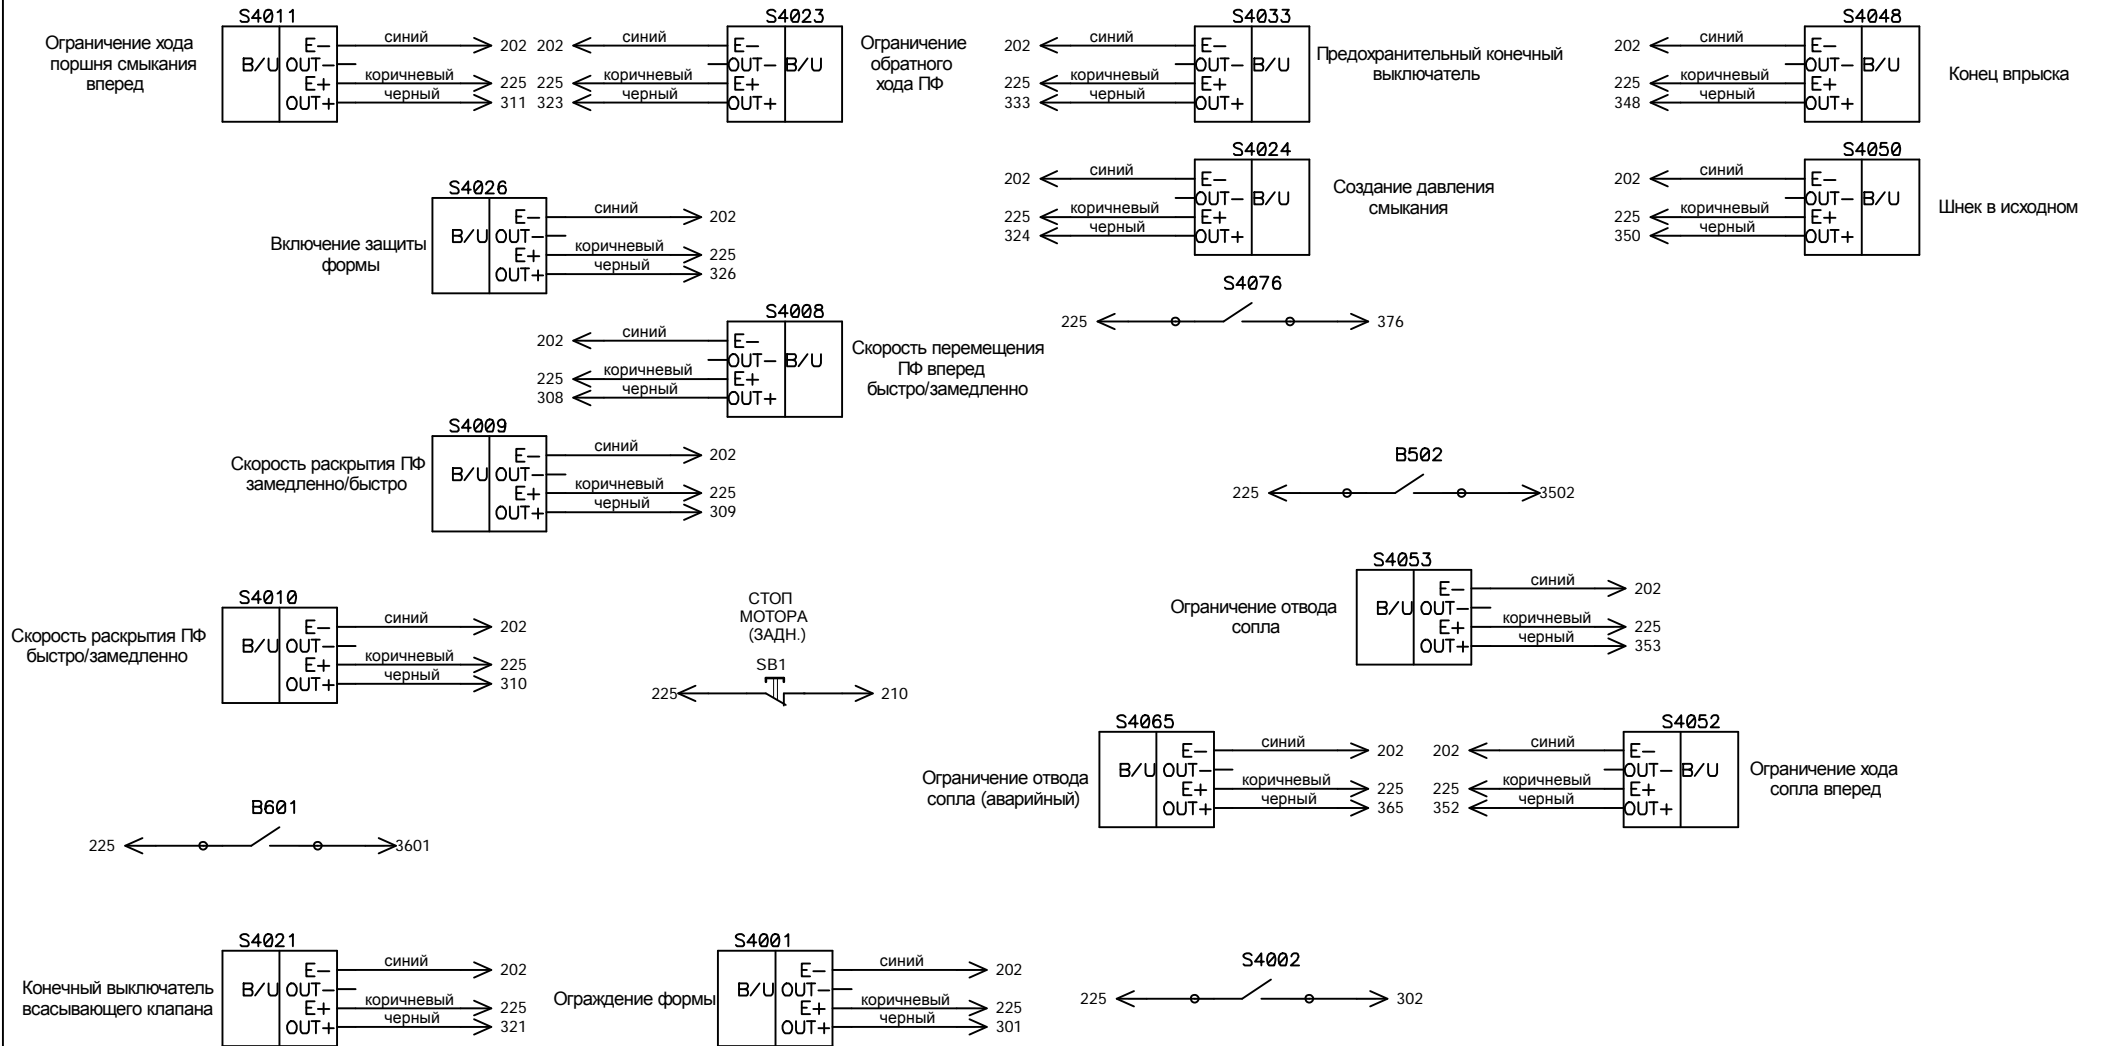 S4011
Ограничение хода
поршня смыкания
вперед
B/U
E−
OUT−
E+
OUT+
синий
коричневый
черный
202
225
311
S4023
202
225
323
синий
коричневый
черный
E−
OUT−
E+
OUT+
B/U
Ограничение
обратного
хода ПФ
S4033
202
225
333
синий
коричневый
черный
E−
OUT−
E+
OUT+
B/U
Предохранительный конечный
выключатель
S4048
202
225
348
синий
коричневый
черный
E−
OUT−
E+
OUT+
B/U
Конец впрыска
S4026
Включение защиты
формы
B/U
E−
OUT−
E+
OUT+
синий
коричневый
черный
202
225
326
S4024
202
225
324
синий
коричневый
черный
E−
OUT−
E+
OUT+
B/U
Создание давления
смыкания
S4050
202
225
350
синий
коричневый
черный
E−
OUT−
E+
OUT+
B/U
Шнек в исходном
S4008
202
225
308
синий
коричневый
черный
E−
OUT−
E+
OUT+
B/U
Скорость перемещения
ПФ вперед
быстро/замедленно
S4076
225
376
S4009
Скорость раскрытия ПФ
замедленно/быстро
B/U
E−
OUT−
E+
OUT+
синий
коричневый
черный
202
225
309
B502
225
3502
S4010
Скорость раскрытия ПФ
быстро/замедленно
B/U
E−
OUT−
E+
OUT+
синий
коричневый
черный
202
225
310
СТОП
МОТОРА
(ЗАДН.)
SB1
225
210
S4053
Ограничение отвода
сопла
B/U
E−
OUT−
E+
OUT+
синий
коричневый
черный
202
225
353
S4065
Ограничение отвода
сопла (аварийный)
B/U
E−
OUT−
E+
OUT+
синий
коричневый
черный
202
225
365
S4052
202
225
352
синий
коричневый
черный
E−
OUT−
E+
OUT+
B/U
Ограничение хода
сопла вперед
B601
225
3601
S4021
Конечный выключатель
всасывающего клапана
B/U
E−
OUT−
E+
OUT+
синий
коричневый
черный
202
225
321
S4001
Ограждение формы
B/U
E−
OUT−
E+
OUT+
синий
коричневый
черный
202
225
301
S4002
225
302